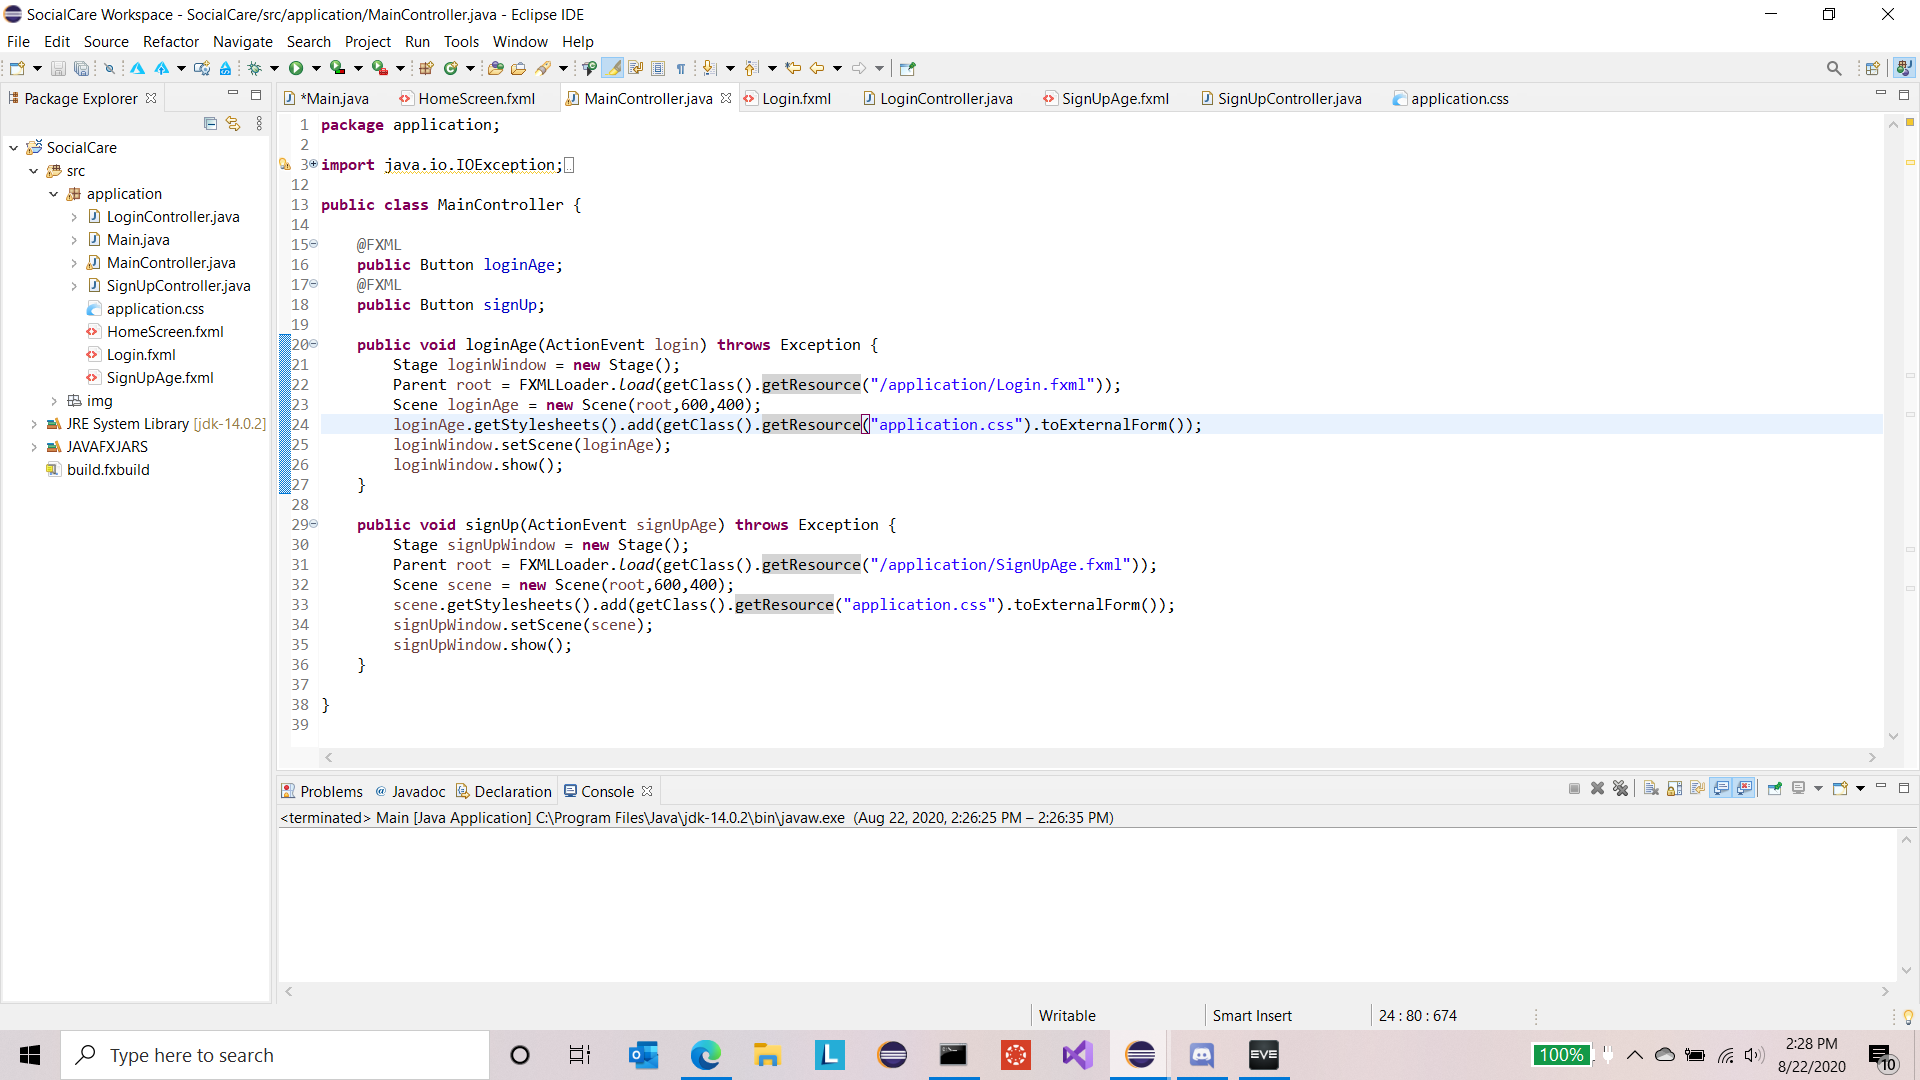 SocialCare Workspace - SocialCare/src/application/MainController.java - Eclipse IDE
File Edit Source Refactor Navigate Search Project Run Tools Window Help
Package Explorer
*Main.java HomeScreen.fxml MainController.java Login.fxml LoginController.java SignUpAge.fxml SignUpController.java application.css
SocialCare
src
application
LoginController.java
Main.java
MainController.java
SignUpController.java
application.css
HomeScreen.fxml
Login.fxml
SignUpAge.fxml
img
JRE System Library [jdk-14.0.2]
JAVAFXJARS
build.fxbuild
1 package application;
2
3 import java.io.IOException;
12
13 public class MainController {
14
15 @FXML
16 public Button loginAge;
17 @FXML
18 public Button signUp;
19
20 public void loginAge(ActionEvent login) throws Exception {
21 Stage loginWindow = new Stage();
22 Parent root = FXMLLoader.load(getClass().getResource("/application/Login.fxml"));
23 Scene loginAge = new Scene(root,600,400);
24 loginAge.getStylesheets().add(getClass().getResource("application.css").toExternalForm());
25 loginWindow.setScene(loginAge);
26 loginWindow.show();
27 }
28
29 public void signUp(ActionEvent signUpAge) throws Exception {
30 Stage signUpWindow = new Stage();
31 Parent root = FXMLLoader.load(getClass().getResource("/application/SignUpAge.fxml"));
32 Scene scene = new Scene(root,600,400);
33 scene.getStylesheets().add(getClass().getResource("application.css").toExternalForm());
34 signUpWindow.setScene(scene);
35 signUpWindow.show();
36 }
37
38 }
39
Problems @ Javadoc Declaration Console
<terminated> Main [Java Application] C:\Program Files\Java\jdk-14.0.2\bin\javaw.exe (Aug 22, 2020, 2:26:25 PM – 2:26:35 PM)
Writable Smart Insert 24 : 80 : 674
Type here to search
L
EVE
100%
2:28 PM
8/22/2020
10